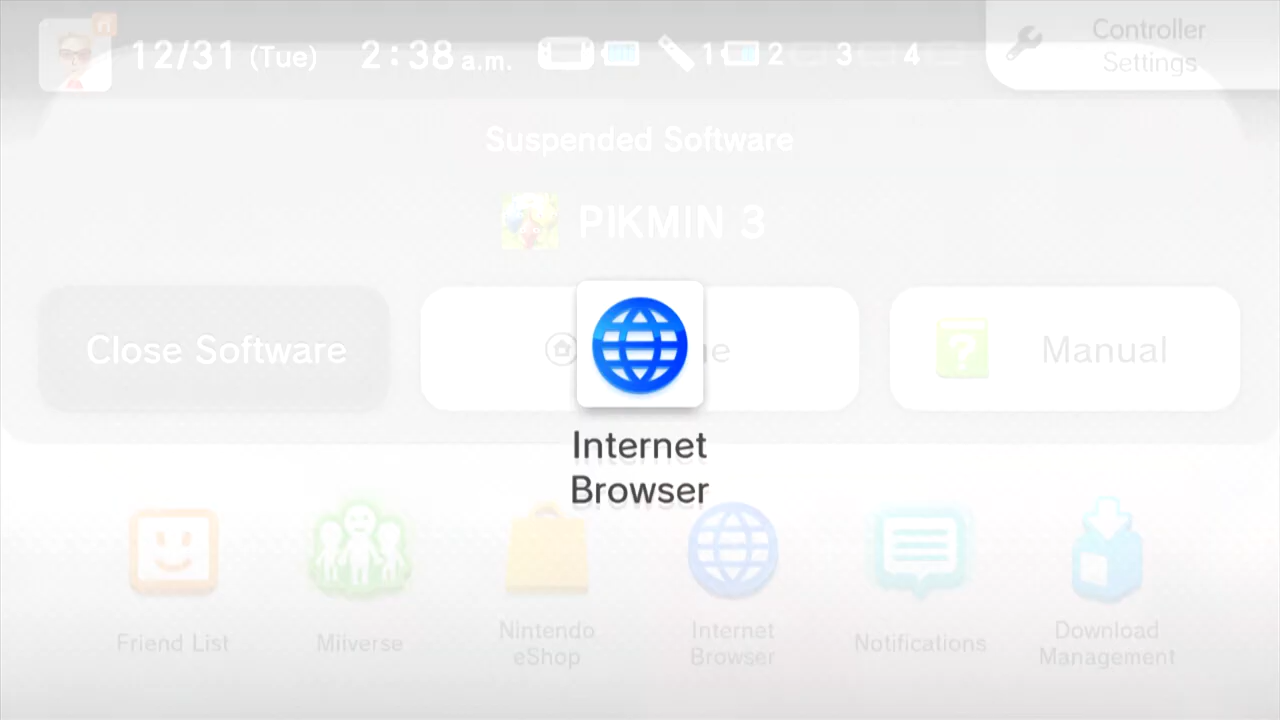 12/31 (Tue) 2:38 a.m. 1 2 3 4
Controller
Settings
Suspended Software
PIKMIN 3
Close Software
Manual
Internet
Browser
Friend List
Miiverse
Nintendo
eShop
Internet
Browser
Notifications
Download
Management